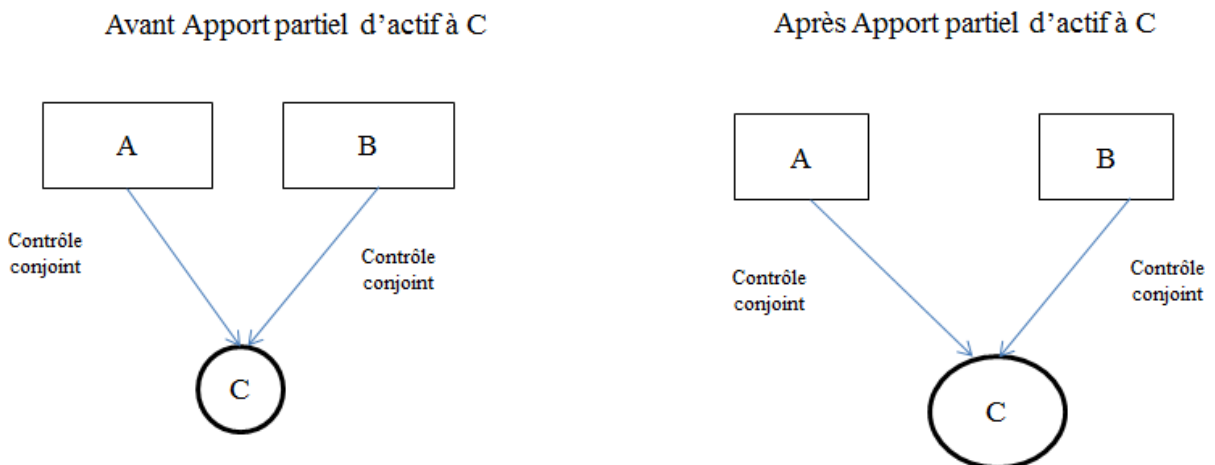 Avant Apport partiel d’actif à C
A
B
Contrôle
conjoint
Contrôle
conjoint
C
Après Apport partiel d’actif à C
A
B
Contrôle
conjoint
Contrôle
conjoint
C